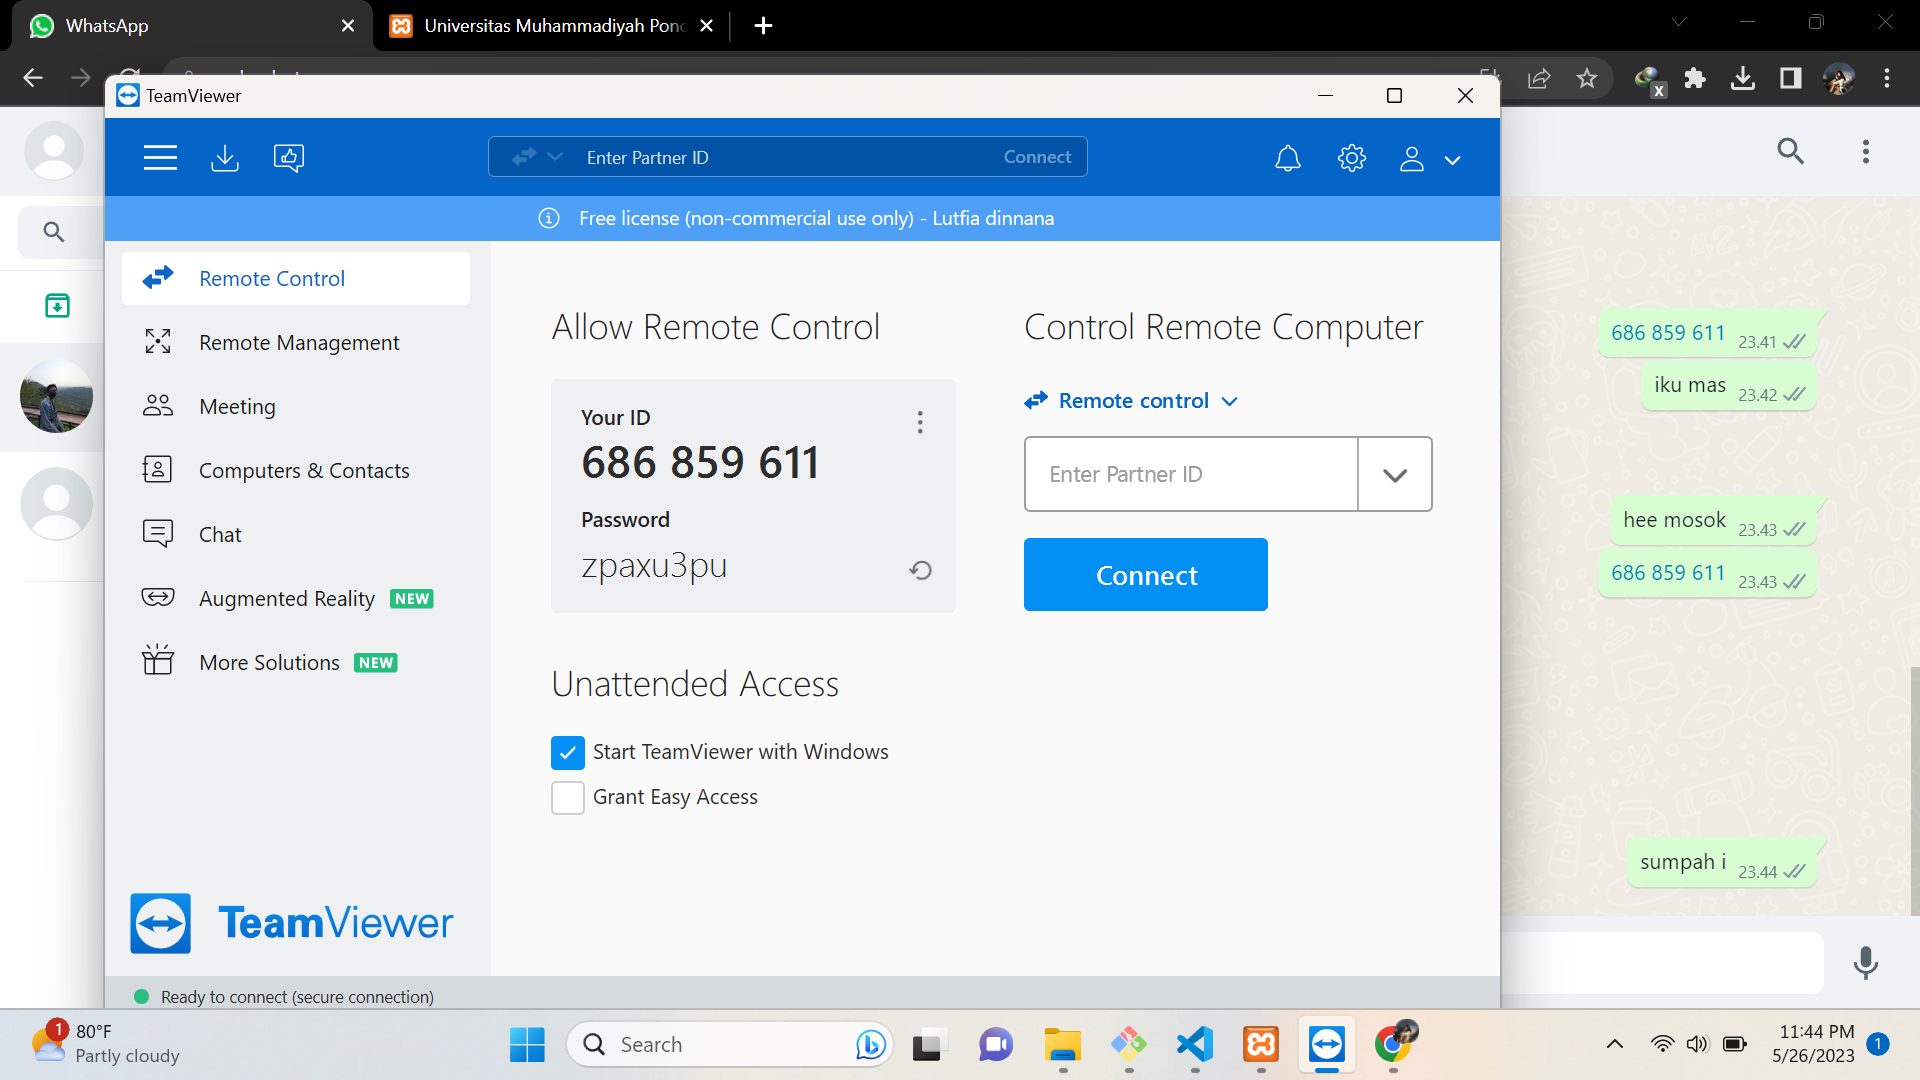 WhatsApp
Universitas Muhammadiyah Pono
TeamViewer
Enter Partner ID
Connect
Free license (non-commercial use only) - Lutfia dinnana
Remote Control
Remote Management
Meeting
Computers & Contacts
Chat
Augmented Reality NEW
More Solutions NEW
TeamViewer
Allow Remote Control
Your ID
686 859 611
Password
zpaxu3pu
Unattended Access
Start TeamViewer with Windows
Grant Easy Access
Control Remote Computer
Remote control
Enter Partner ID
Connect
Ready to connect (secure connection)
686 859 611 23.41
iku mas 23.42
hee mosok 23.43
686 859 611 23.43
sumpah i 23.44
1
80°F
Partly cloudy
Search
11:44 PM
5/26/2023
1